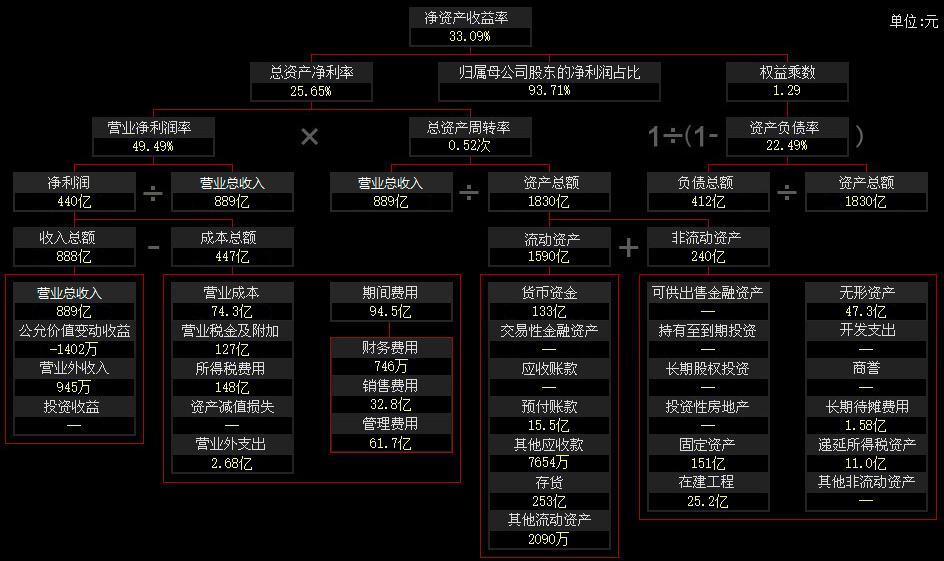 净资产收益率
33.09%
单位:元
总资产净利率
25.65%
归属母公司股东的净利润占比
93.71%
权益乘数
1.29
营业净利润率
49.49%
×
总资产周转率
0.52次
1÷(1-
资产负债率
22.49%
)
净利润
440亿
÷
营业总收入
889亿
营业总收入
889亿
÷
资产总额
1830亿
负债总额
412亿
÷
资产总额
1830亿
收入总额
888亿
-
成本总额
447亿
流动资产
1590亿
+
非流动资产
240亿
营业总收入
889亿
公允价值变动收益
-1402万
营业外收入
945万
投资收益
—
营业成本
74.3亿
营业税金及附加
127亿
所得税费用
148亿
资产减值损失
—
营业外支出
2.68亿
期间费用
94.5亿
财务费用
746万
销售费用
32.8亿
管理费用
61.7亿
货币资金
133亿
交易性金融资产
—
应收账款
—
预付账款
15.5亿
其他应收款
7654万
存货
253亿
其他流动资产
2090万
可供出售金融资产
—
持有至到期投资
—
长期股权投资
—
投资性房地产
—
固定资产
151亿
在建工程
25.2亿
无形资产
47.3亿
开发支出
—
商誉
—
长期待摊费用
1.58亿
递延所得税资产
11.0亿
其他非流动资产
—